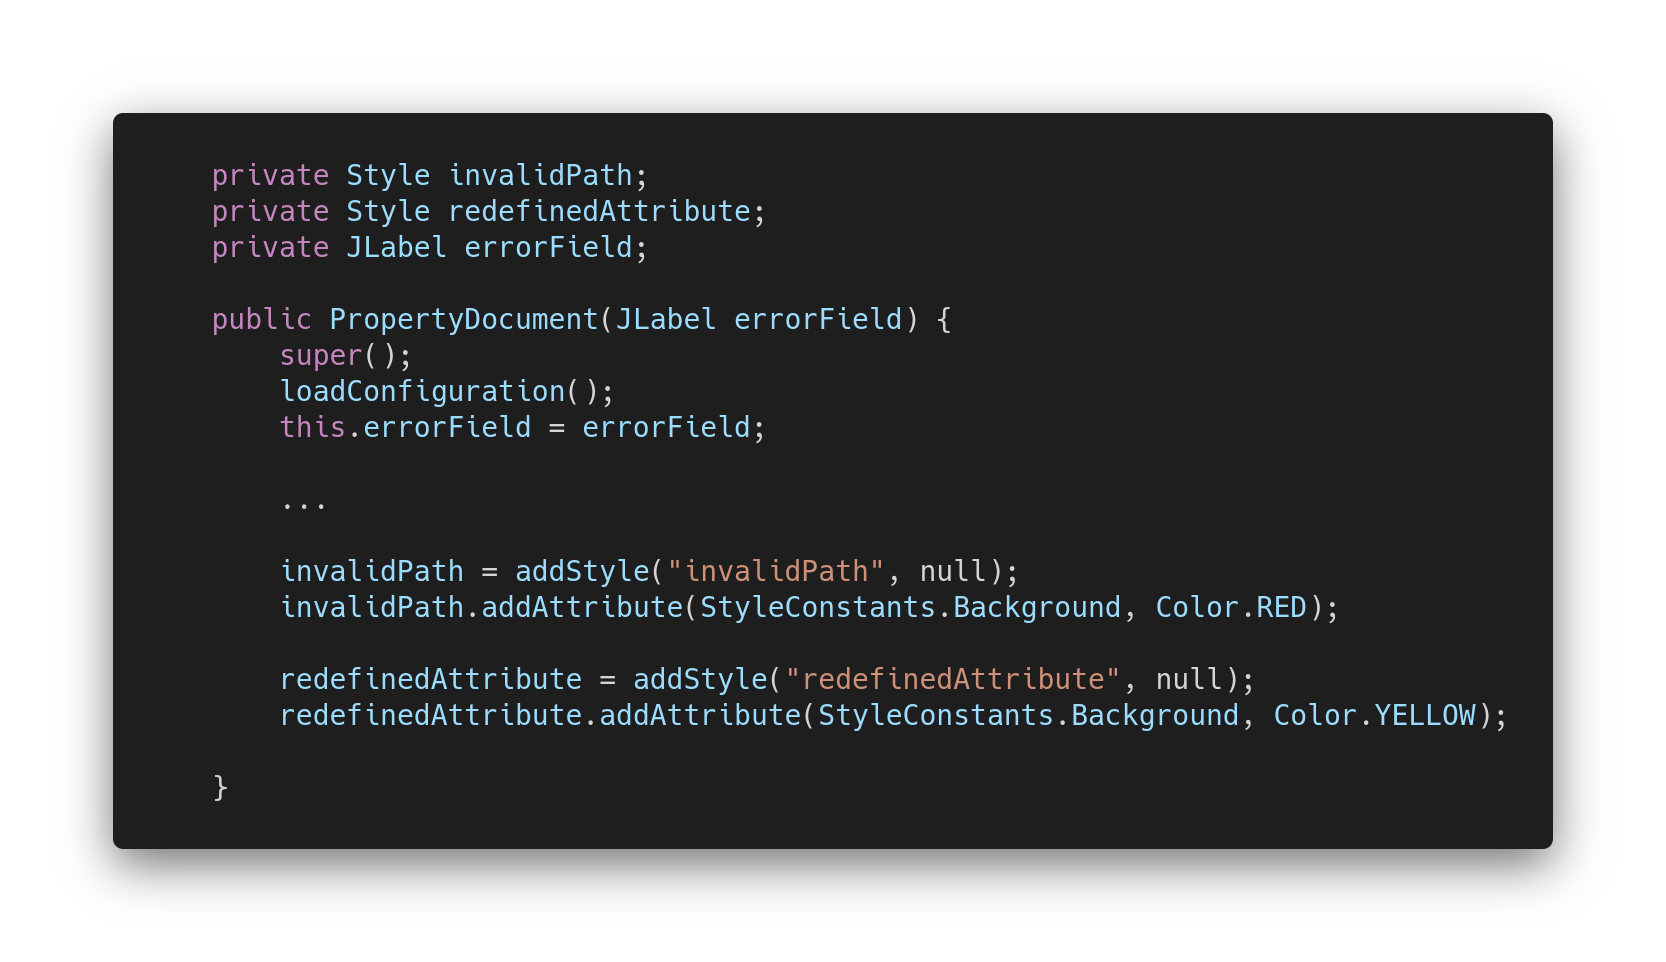 private Style invalidPath;
private Style redefinedAttribute;
private JLabel errorField;

public PropertyDocument(JLabel errorField) {
    super();
    loadConfiguration();
    this.errorField = errorField;

    ...

    invalidPath = addStyle("invalidPath", null);
    invalidPath.addAttribute(StyleConstants.Background, Color.RED);

    redefinedAttribute = addStyle("redefinedAttribute", null);
    redefinedAttribute.addAttribute(StyleConstants.Background, Color.YELLOW);

}